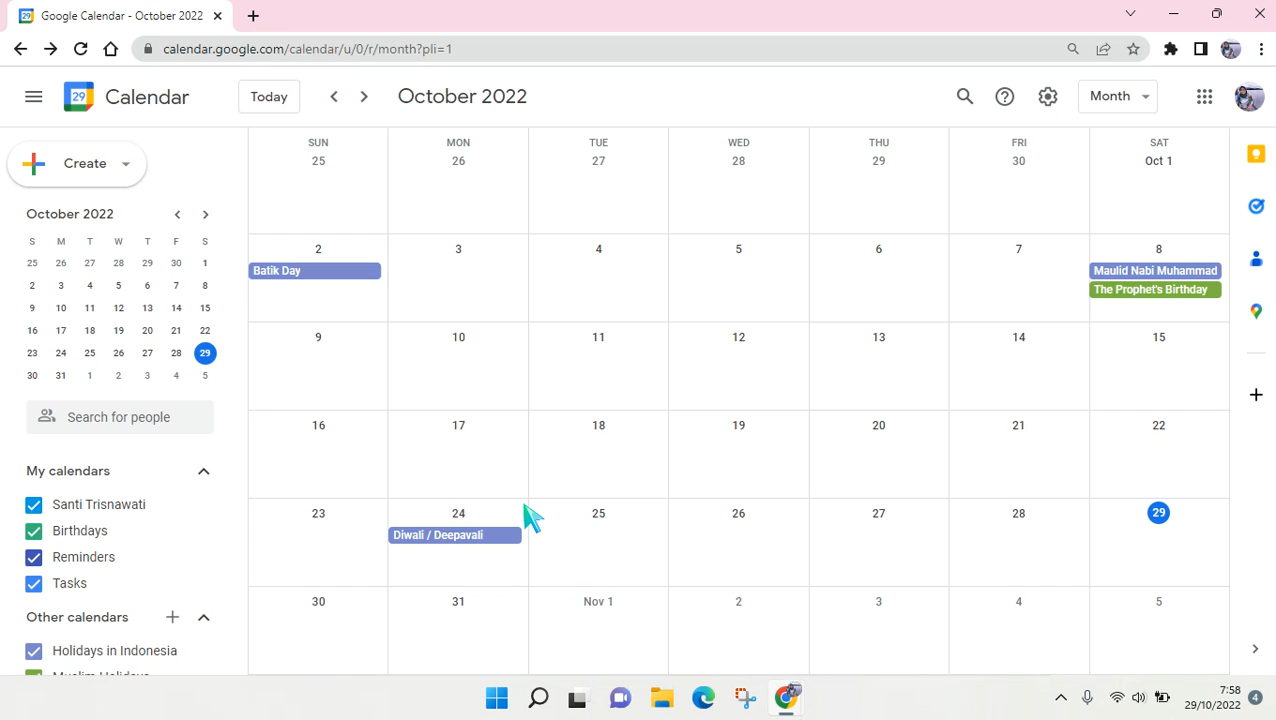 Google Calendar - October 2022
calendar.google.com/calendar/u/0/r/month?pli=1
29 Calendar Today October 2022 Month
Create
October 2022
S M T W T F S
25 26 27 28 29 30 1
2 3 4 5 6 7 8
9 10 11 12 13 14 15
16 17 18 19 20 21 22
23 24 25 26 27 28 29
30 31 1 2 3 4 5
Search for people
My calendars
Santi Trisnawati
Birthdays
Reminders
Tasks
Other calendars
Holidays in Indonesia
Muslim Holidays
SUN MON TUE WED THU FRI SAT
25 26 27 28 29 30 Oct 1
2 3 4 5 6 7 8
Batik Day Maulid Nabi Muhammad
The Prophet's Birthday
9 10 11 12 13 14 15
16 17 18 19 20 21 22
23 24 25 26 27 28 29
Diwali / Deepavali
30 31 Nov 1 2 3 4 5
7:58
29/10/2022
4